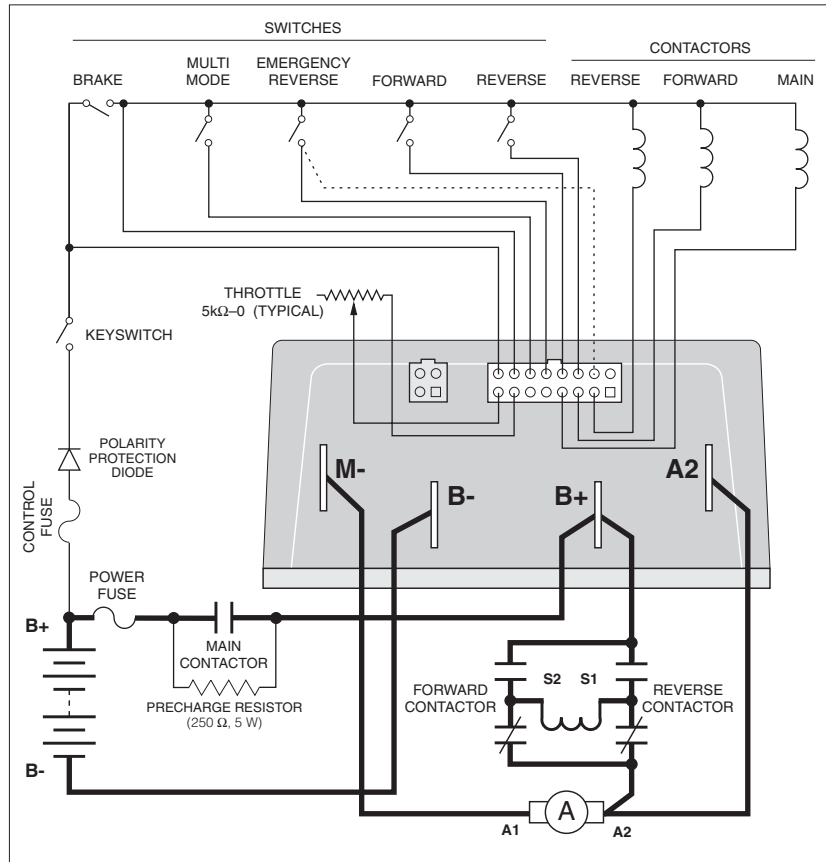 SWITCHES
CONTACTORS
BRAKE
MULTI
MODE
EMERGENCY
REVERSE
FORWARD
REVERSE
REVERSE
FORWARD
MAIN
THROTTLE
5kΩ–0 (TYPICAL)
KEYSWITCH
POLARITY
PROTECTION
DIODE
CONTROL
FUSE
M-
B-
B+
A2
POWER
FUSE
B+
MAIN
CONTACTOR
PRECHARGE RESISTOR
(250 Ω, 5 W)
FORWARD
CONTACTOR
S2
S1
REVERSE
CONTACTOR
B-
A1
A
A2